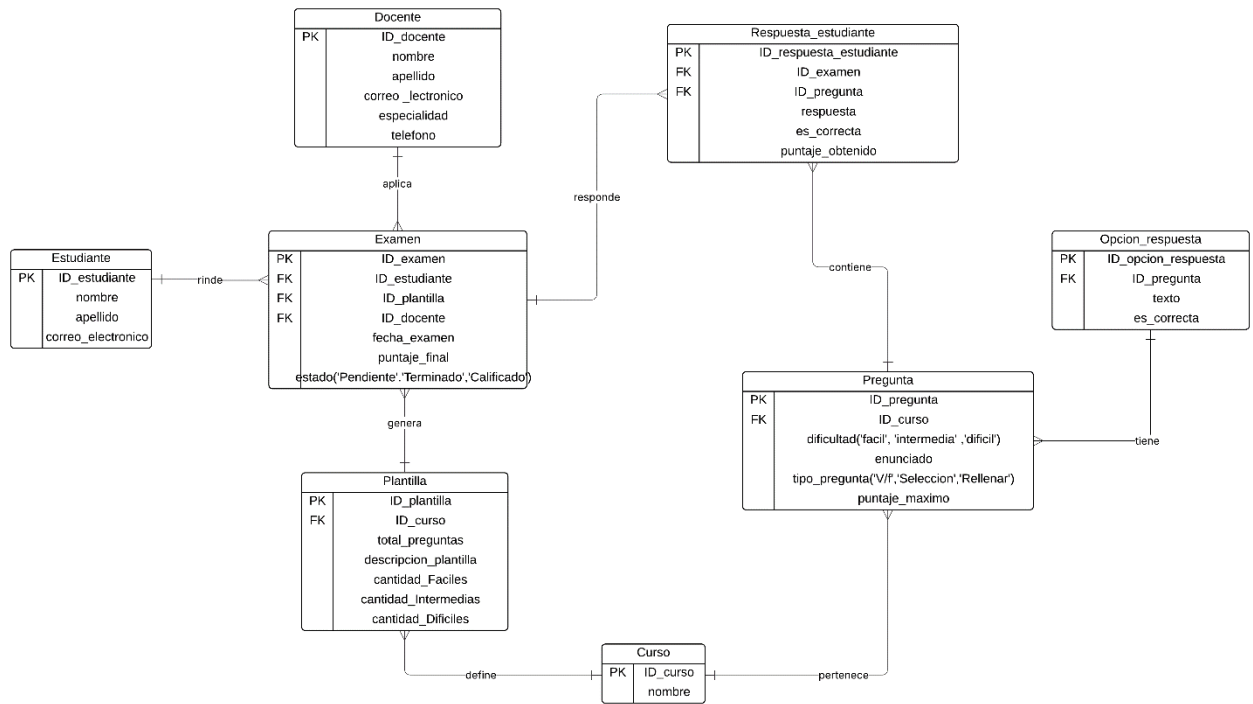 Docente
PK ID_docente
nombre
apellido
correo _lectronico
especialidad
telefono
aplica
Respuesta_estudiante
PK ID_respuesta_estudiante
FK ID_examen
FK ID_pregunta
respuesta
es_correcta
puntaje_obtenido
responde
Estudiante
PK ID_estudiante
nombre
apellido
correo_electronico
rinde
Examen
PK ID_examen
FK ID_estudiante
FK ID_plantilla
FK ID_docente
fecha_examen
puntaje_final
estado('Pendiente'.'Terminado','Calificado')
contiene
Opcion_respuesta
PK ID_opcion_respuesta
FK ID_pregunta
texto
es_correcta
tiene
Pregunta
PK ID_pregunta
FK ID_curso
dificultad('facil', 'intermedia' ,'dificil')
enunciado
tipo_pregunta('V/f','Seleccion','Rellenar')
puntaje_maximo
genera
Plantilla
PK ID_plantilla
FK ID_curso
total_preguntas
descripcion_plantilla
cantidad_Faciles
cantidad_Intermedias
cantidad_Dificiles
define
Curso
PK ID_curso
nombre
pertenece